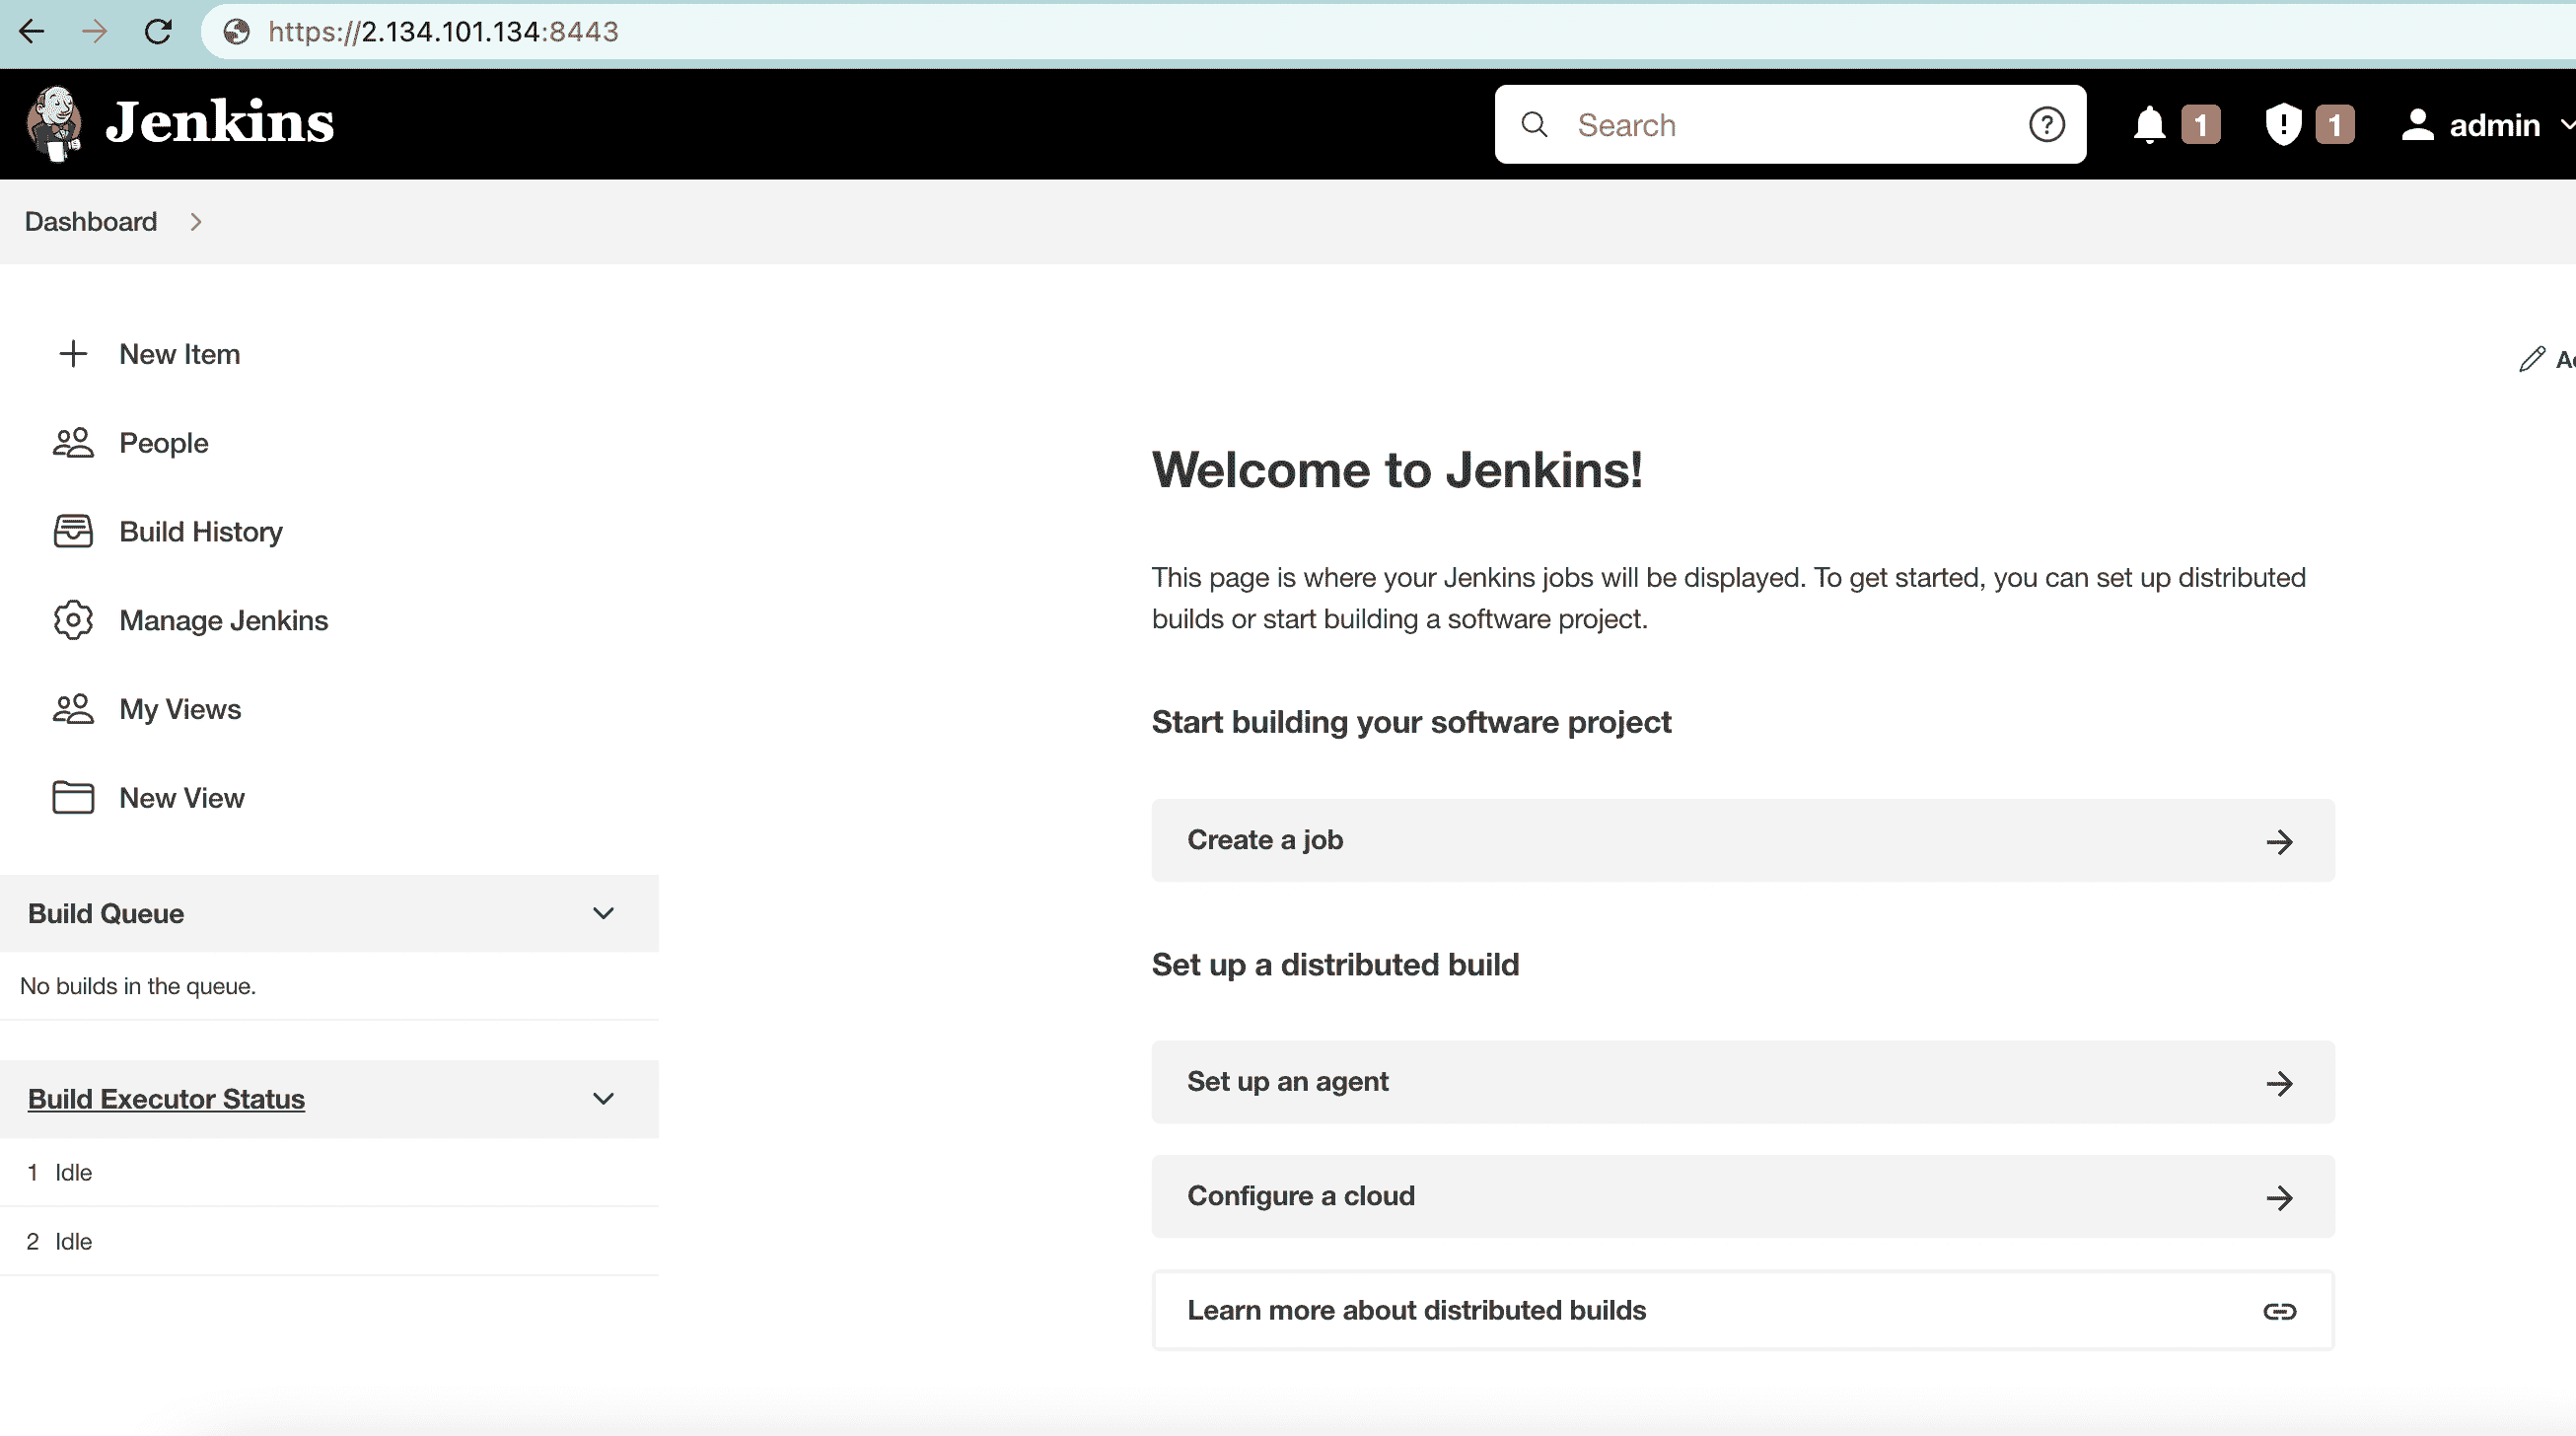 https://2.134.101.134:8443
Jenkins
Search
?
1
1
admin
Dashboard
New Item
People
Build History
Manage Jenkins
My Views
New View
Build Queue
No builds in the queue.
Build Executor Status
1 Idle
2 Idle
Welcome to Jenkins!
This page is where your Jenkins jobs will be displayed. To get started, you can set up distributed
builds or start building a software project.
Start building your software project
Create a job
Set up a distributed build
Set up an agent
Configure a cloud
Learn more about distributed builds